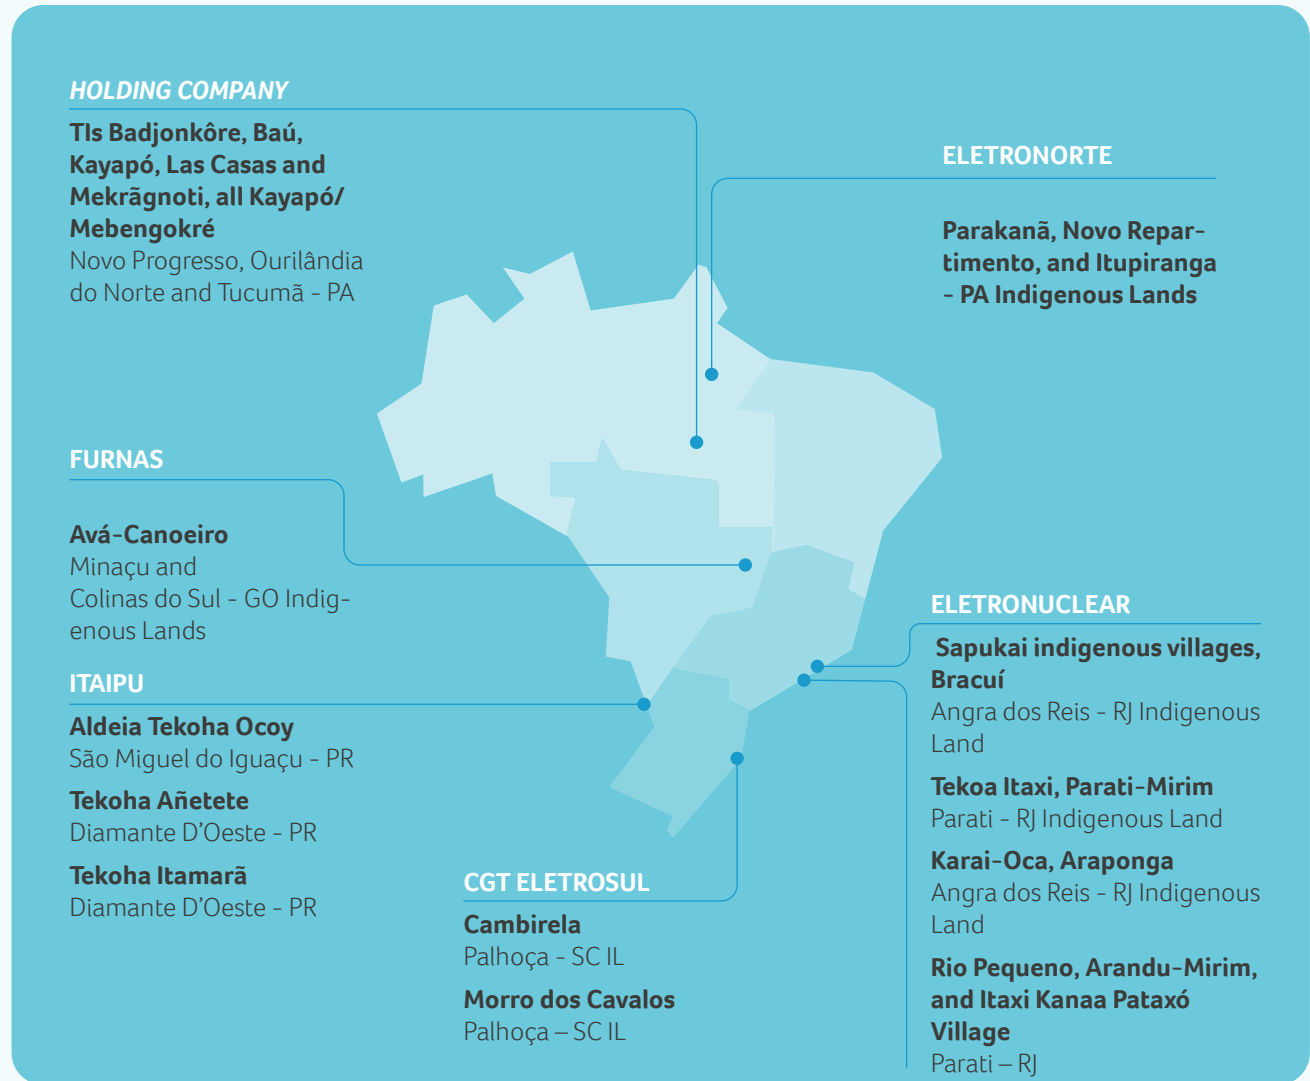 HOLDING COMPANY
TIs Badjonkôre, Baú,
Kayapó, Las Casas and
Mekrãgnoti, all Kayapó/
Mebengokré
Novo Progresso, Ourilândia
do Norte and Tucumã - PA
ELETRONORTE
Parakanã, Novo Repar-
timento, and Itupiranga
- PA Indigenous Lands
FURNAS
Avá-Canoeiro
Minaçu and
Colinas do Sul - GO Indig-
enous Lands
ITAIPU
Aldeia Tekoha Ocoy
São Miguel do Iguaçu - PR
Tekoha Añetete
Diamante D’Oeste - PR
Tekoha Itamarã
Diamante D’Oeste - PR
CGT ELETROSUL
Cambirela
Palhoça - SC IL
Morro dos Cavalos
Palhoça – SC IL
ELETRONUCLEAR
Sapukai indigenous villages,
Bracuí
Angra dos Reis - RJ Indigenous
Land
Tekoa Itaxi, Parati-Mirim
Parati - RJ Indigenous Land
Karai-Oca, Araponga
Angra dos Reis - RJ Indigenous
Land
Rio Pequeno, Arandu-Mirim,
and Itaxi Kanaa Pataxó
Village
Parati – RJ